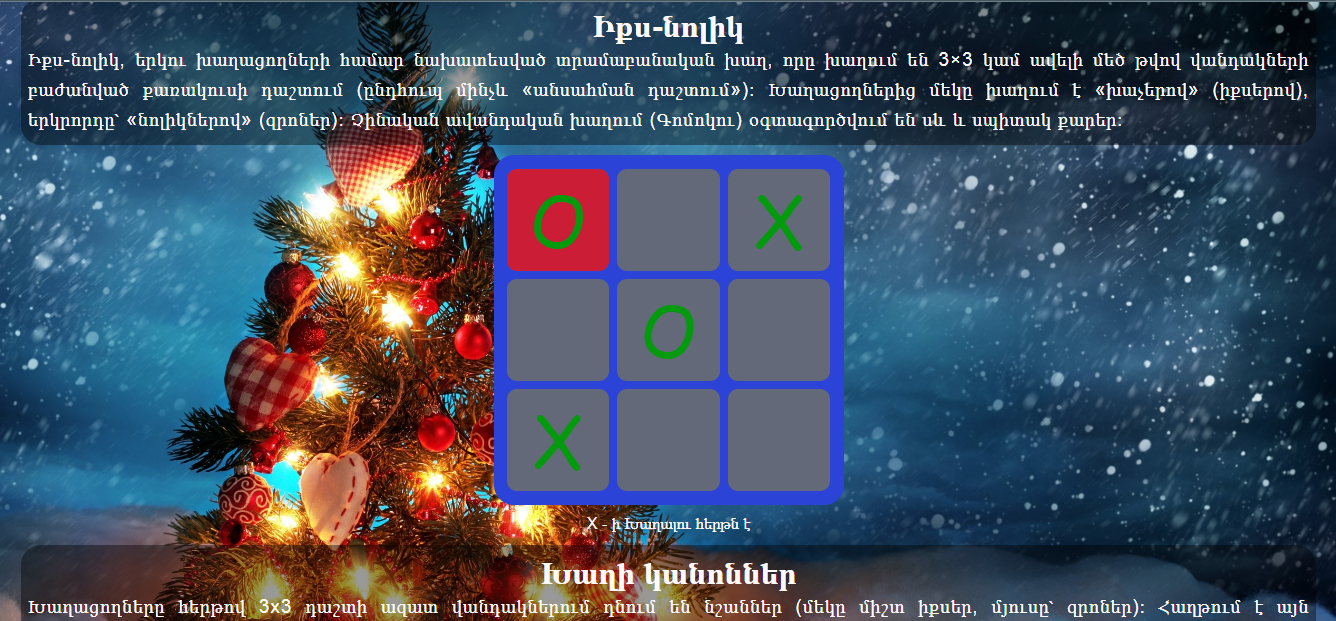 Իքս-նոլիկ
Իքս-նոլիկ, երկու խաղացողների համար նախատեսված տրամաբանական խաղ, որը խաղում են 3×3 կամ ավելի մեծ թվով վանդակների
բաժանված քառակուսի դաշտում (ընդհուպ մինչև «անսահման դաշտում»): Խաղացողներից մեկը խաղում է «խաչերով» (իքսերով),
երկրորդը՝ «նոլիկներով» (զրոներ): Չինական ավանդական խաղում (Գոմոկու) օգտագործվում են սև և սպիտակ քարեր:
O X
O
X
X - ի խաղալու հերթն է
Խաղի կանոններ
Խաղացողները հերթով 3x3 դաշտի ազատ վանդակներում դնում են նշաններ (մեկը միշտ իքսեր, մյուսը՝ զրոներ): Հաղթում է այն